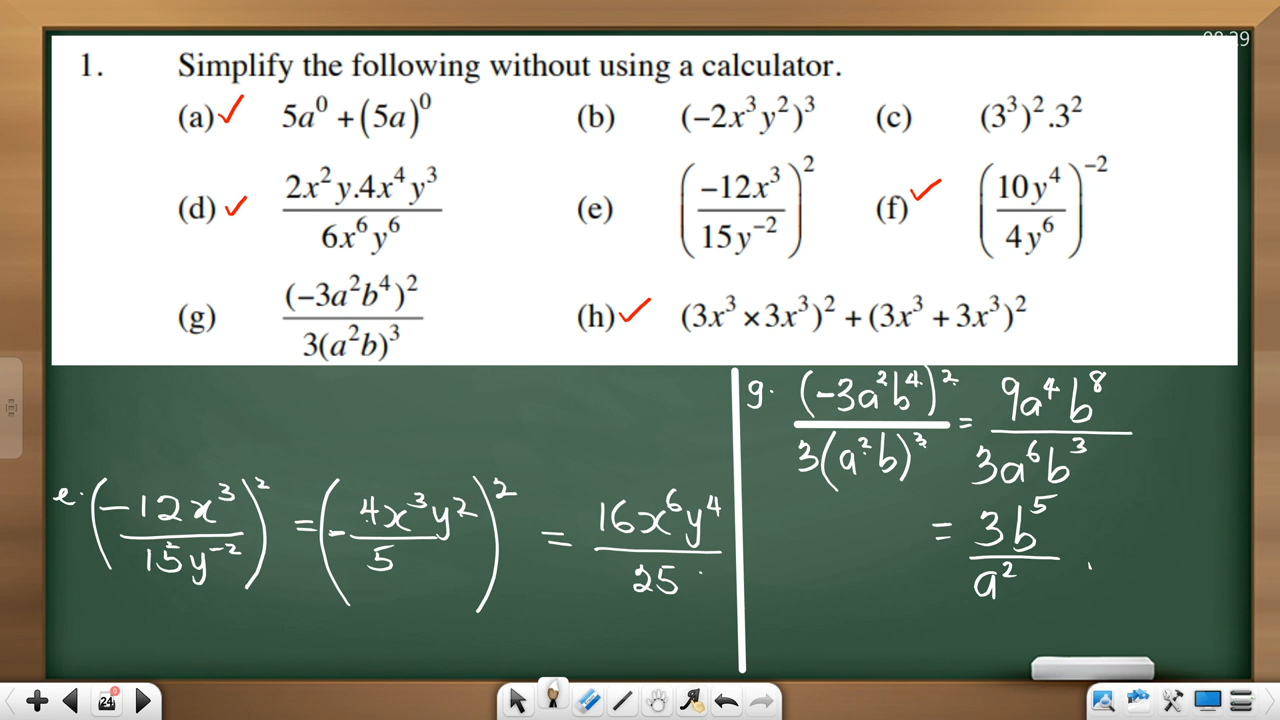 1. Simplify the following without using a calculator.
(a) ✓ 5a⁰ + (5a)⁰ (b) (−2x³y²)³ (c) (3³)².3²
(d) ✓ 2x²y.4x⁴y³ / 6x⁶y⁶ (e) (−12x³ / 15y⁻²)² (f) ✓ (10y⁴ / 4y⁶)⁻²
(g) (−3a²b⁴)² / 3(a²b)³ (h) ✓ (3x³ × 3x³)² + (3x³ + 3x³)²
e. (−12x³ / 15y⁻²)² = (−4x³y² / 5)² = 16x⁶y⁴ / 25
g. (−3a²b⁴)² / 3(a²b)³ = 9a⁴b⁸ / 3a⁶b³
= 3b⁵ / a²
24